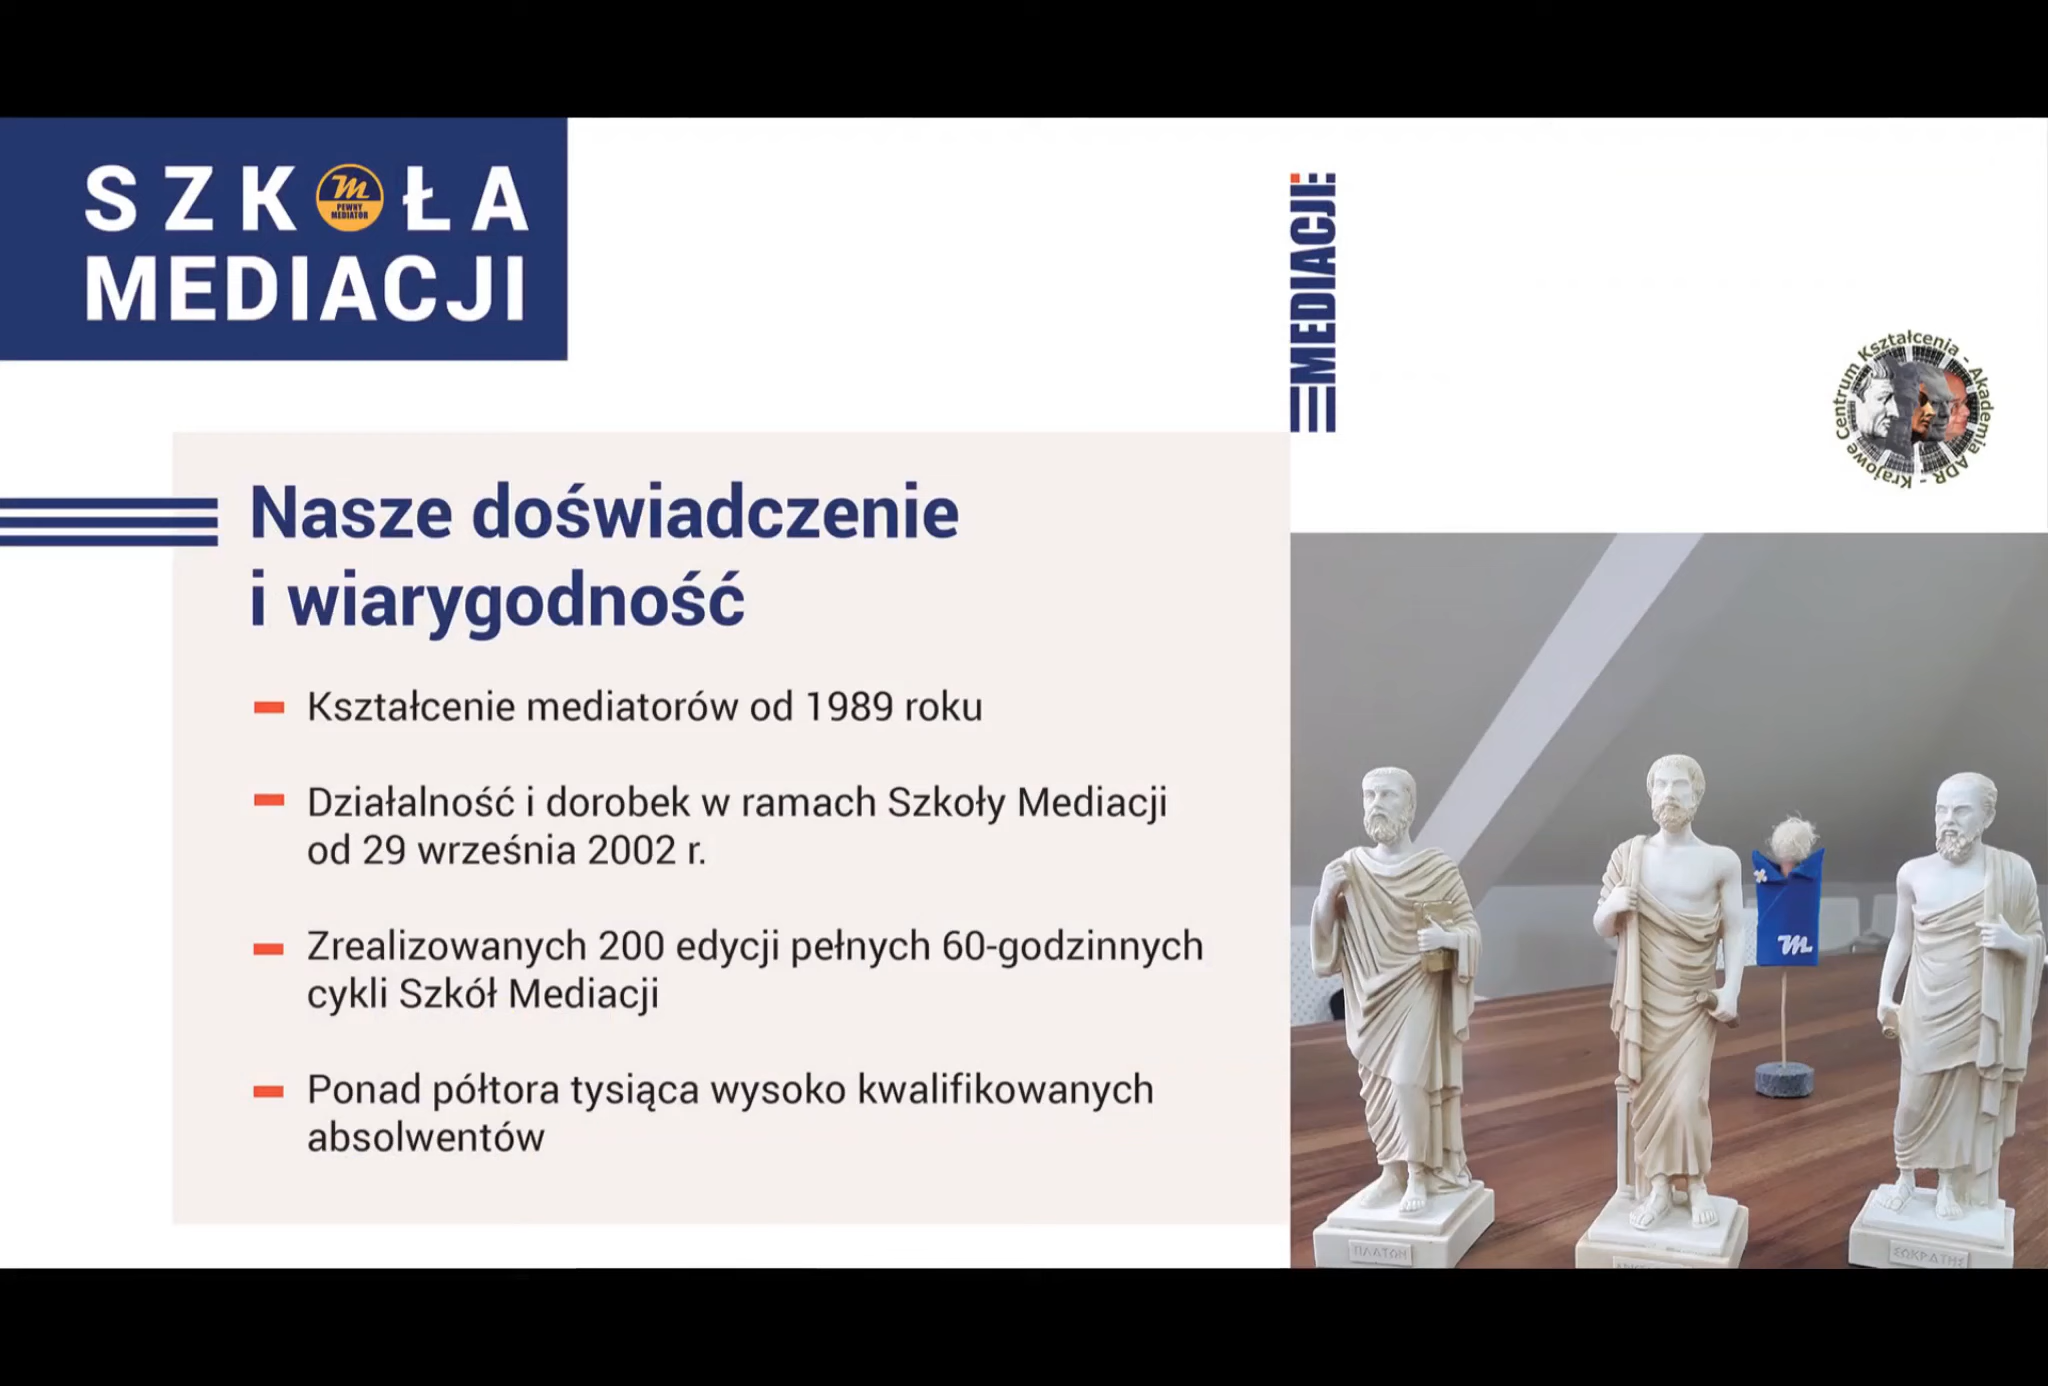 SZKOŁA
MEDIACJI
PEWNY
MEDIATOR
MEDIACJI
Krajowe Centrum Kształcenia - Akademia ADR -
Nasze doświadczenie
i wiarygodność
Kształcenie mediatorów od 1989 roku
Działalność i dorobek w ramach Szkoły Mediacji
od 29 września 2002 r.
Zrealizowanych 200 edycji pełnych 60-godzinnych
cykli Szkół Mediacji
Ponad półtora tysiąca wysoko kwalifikowanych
absolwentów
m
ΠΛΑΤΩΝ
ΣΩΚΡΑΤΗΣ